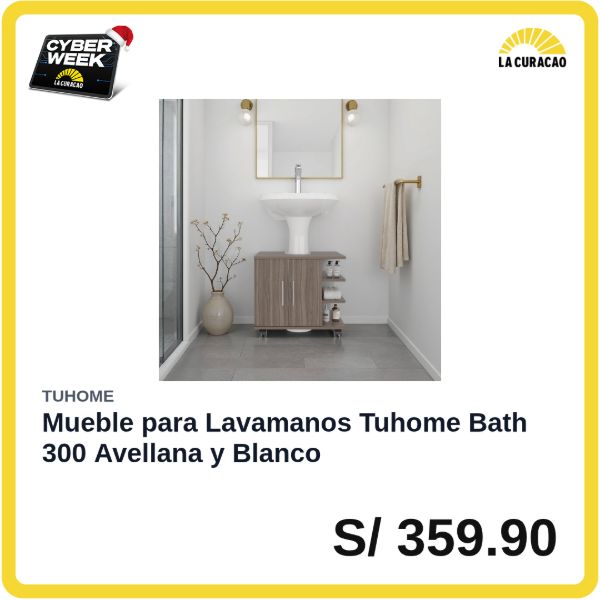 CYBER
WEEK
LA CURACAO
LA CURACAO
TUHOME
Mueble para Lavamanos Tuhome Bath
300 Avellana y Blanco
S/ 359.90